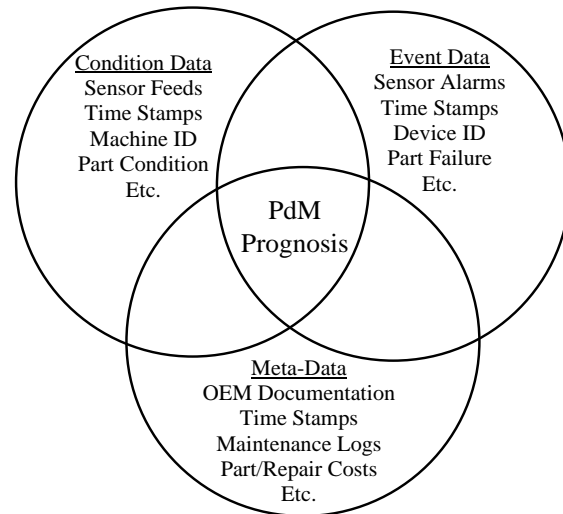 Condition Data
Sensor Feeds
Time Stamps
Machine ID
Part Condition
Etc.
Event Data
Sensor Alarms
Time Stamps
Device ID
Part Failure
Etc.
PdM
Prognosis
Meta-Data
OEM Documentation
Time Stamps
Maintenance Logs
Part/Repair Costs
Etc.